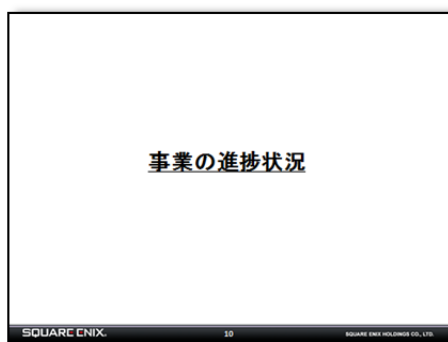 事業の進捗状況
SQUARE ENIX.
10
SQUARE ENIX HOLDINGS CO., LTD.